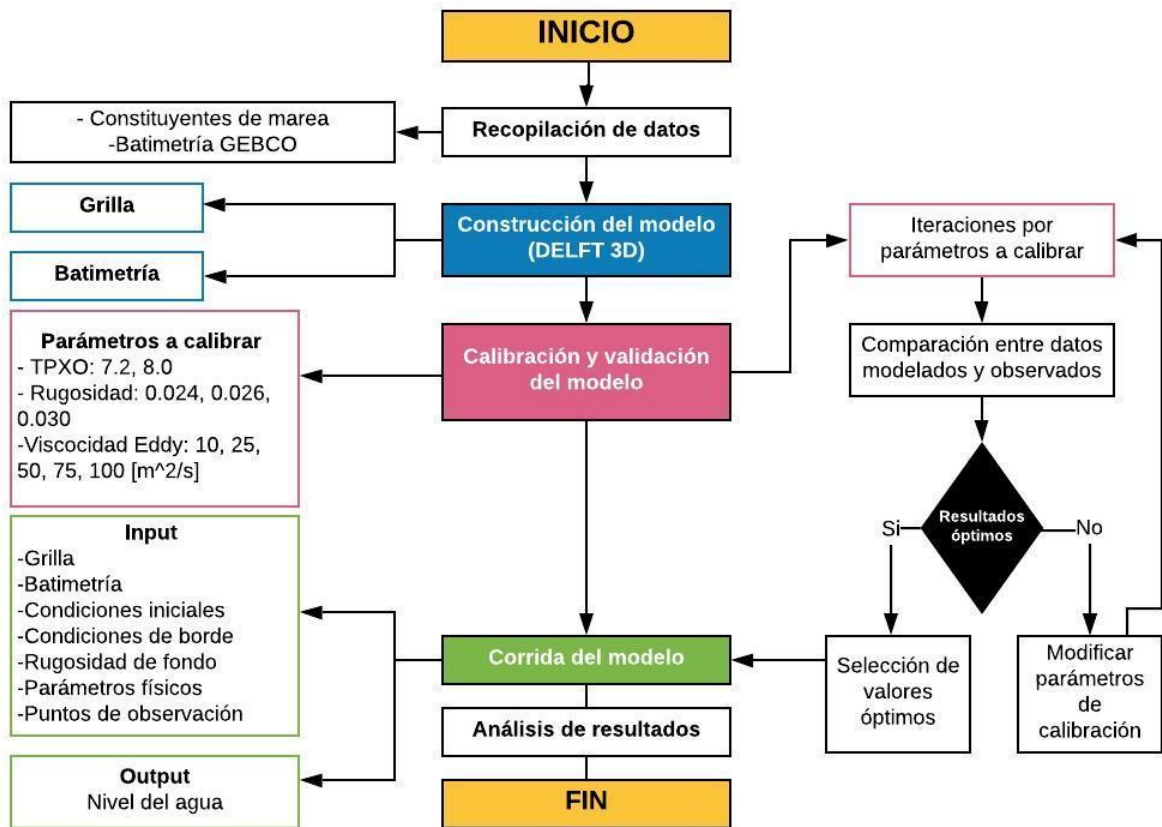 INICIO
Recopilación de datos
- Constituyentes de marea
-Batimetría GEBCO
Construcción del modelo
(DELFT 3D)
Grilla
Batimetría
Calibración y validación
del modelo
Parámetros a calibrar
- TPXO: 7.2, 8.0
- Rugosidad: 0.024, 0.026,
0.030
-Viscocidad Eddy: 10, 25,
50, 75, 100 [m^2/s]
Iteraciones por
parámetros a calibrar
Comparación entre datos
modelados y observados
Resultados
óptimos
Si
No
Selección de
valores
óptimos
Modificar
parámetros
de
calibración
Corrida del modelo
Input
-Grilla
-Batimetría
-Condiciones iniciales
-Condiciones de borde
-Rugosidad de fondo
-Parámetros físicos
-Puntos de observación
Output
Nivel del agua
Análisis de resultados
FIN